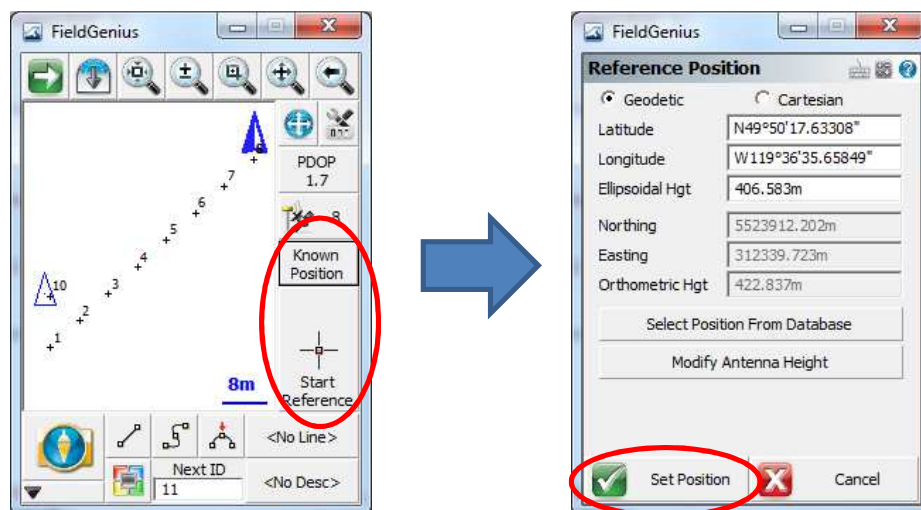 FieldGenius
PDOP
1.7
8
Known
Position
Start
Reference
8m
8
7
6
5
4
3
10
2
1
<No Line>
Next ID
11
<No Desc>
FieldGenius
Reference Position
Geodetic
Cartesian
Latitude
N49°50'17.63308"
Longitude
W119°36'35.65849"
Ellipsoidal Hgt
406.583m
Northing
5523912.202m
Easting
312339.723m
Orthometric Hgt
422.837m
Select Position From Database
Modify Antenna Height
Set Position
Cancel